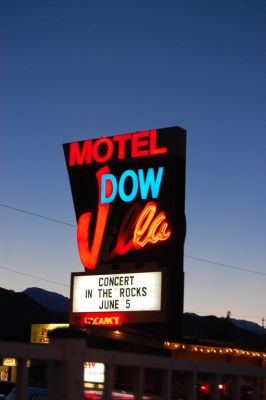 MOTEL
DOW
Villa
CONCERT
IN THE ROCKS
JUNE 5
VACANCY